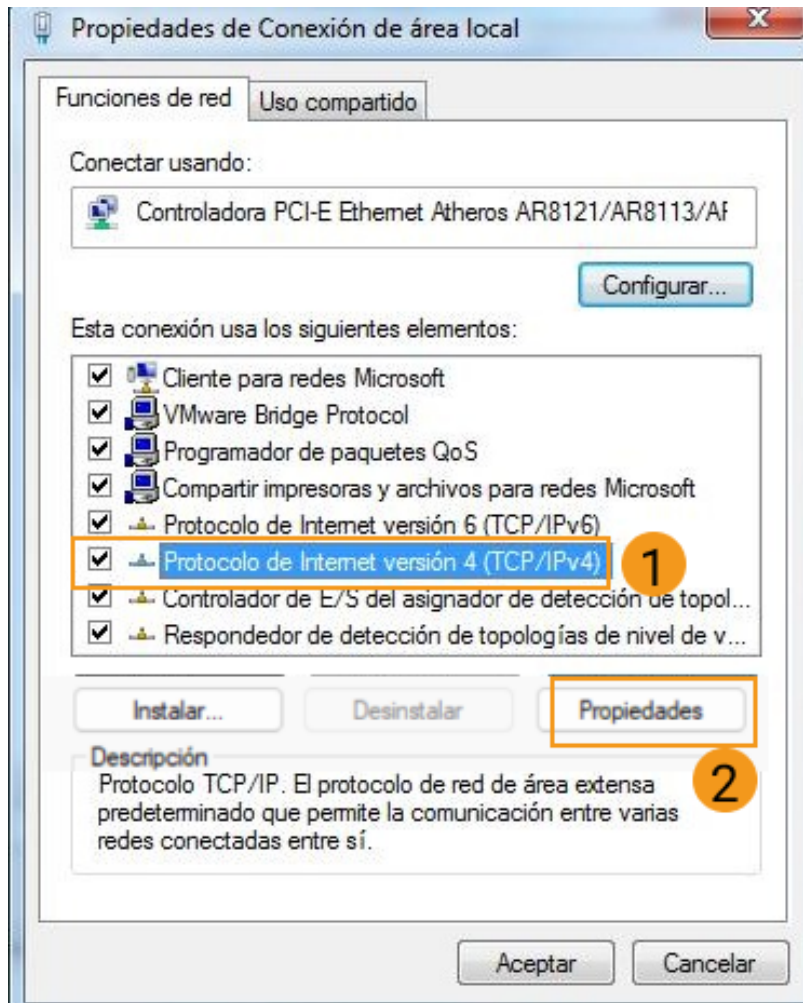 Propiedades de Conexión de área local
Funciones de red
Uso compartido
Conectar usando:
Controladora PCI-E Ethernet Atheros AR8121/AR8113/AF
Configurar...
Esta conexión usa los siguientes elementos:
Cliente para redes Microsoft
VMware Bridge Protocol
Programador de paquetes QoS
Compartir impresoras y archivos para redes Microsoft
Protocolo de Internet versión 6 (TCP/IPv6)
Protocolo de Internet versión 4 (TCP/IPv4)
1
Controlador de E/S del asignador de detección de topol...
Respondedor de detección de topologías de nivel de v...
Instalar...
Desinstalar
Propiedades
2
Descripción
Protocolo TCP/IP. El protocolo de red de área extensa
predeterminado que permite la comunicación entre varias
redes conectadas entre sí.
Aceptar
Cancelar